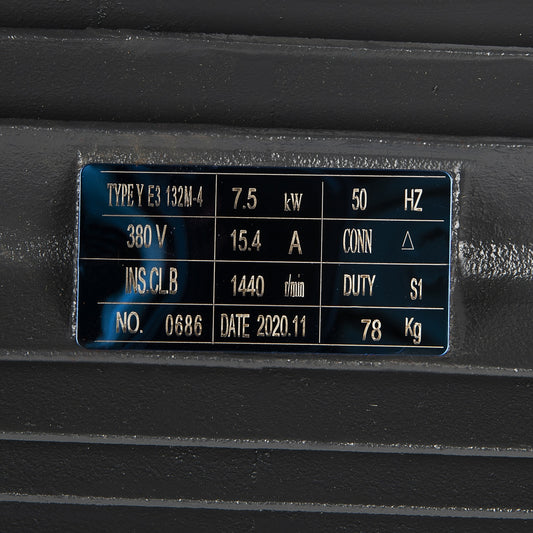 TYPE Y E3 132M-4 7.5 kW 50 HZ
380 V 15.4 A CONN △
INS.CL.B 1440 r/min DUTY S1
NO. 0686 DATE 2020.11 78 Kg